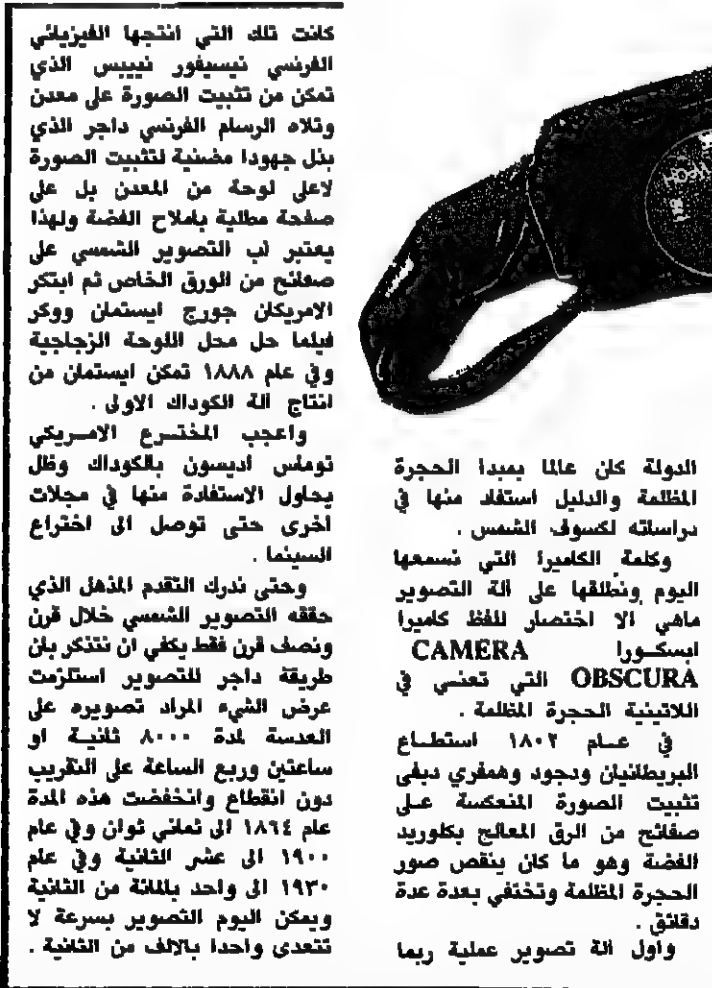 الدولة كان عالما بمبدا الحجرة
المظلمة والدليل استفاد منها في
دراساته لكسوف الشمس .
وكلمة الكاميرا التي نسمعها
اليوم ونطلقها على آلة التصوير
ماهي الا اختصار للفظ كاميرا
ابسكورا CAMERA
OBSCURA التي تعني في
اللاتينية الحجرة المظلمة .
في عام ١٨٠٢ استطاع
البريطانيان ودجود وهمفري ديفى
تثبيت الصورة المنعكسة على
صفائح من الرق المعالج بكلوريد
الفضة وهو ما كان ينقص صور
الحجرة المظلمة وتختفي بعدة عدة
دقائق .
واول آلة تصوير عملية ربما
كانت تلك التي انتجها الفيزيائي
الفرنسي نيسيفور نييبس الذي
تمكن من تثبيت الصورة على معدن
وتلاه الرسام الفرنسي داجر الذي
بذل جهودا مضنية لتثبيت الصورة
لاعلى لوحة من المعدن بل على
صفحة مطلية باملاح الفضة ولهذا
يعتبر اب التصوير الشمسي على
صفائح من الورق الخاص ثم ابتكر
الامريكان جورج ايستمان ووكر
فيلما حل محل اللوحة الزجاجية
وفي عام ١٨٨٨ تمكن ايستمان من
انتاج آلة الكوداك الاولى .
واعجب المخترع الامريكي
توماس اديسون بالكوداك وظل
يحاول الاستفادة منها في مجلات
اخرى حتى توصل الى اختراع
السينما .
وحتى ندرك التقدم المذهل الذي
حققه التصوير الشمسي خلال قرن
ونصف قرن فقط يكفي ان نتذكر بان
طريقة داجر للتصوير استلزمت
عرض الشيء المراد تصويره على
العدسة لمدة ٨٠٠٠ ثانية او
ساعتين وربع الساعة على التقريب
دون انقطاع وانخفضت هذه المدة
عام ١٨٦٤ الى ثماني ثوان وفي عام
١٩٠٠ الى عشر الثانية وفي عام
١٩٣٠ الى واحد بالمائة من الثانية
ويمكن اليوم التصوير بسرعة لا
تتعدى واحدا بالالف من الثانية .